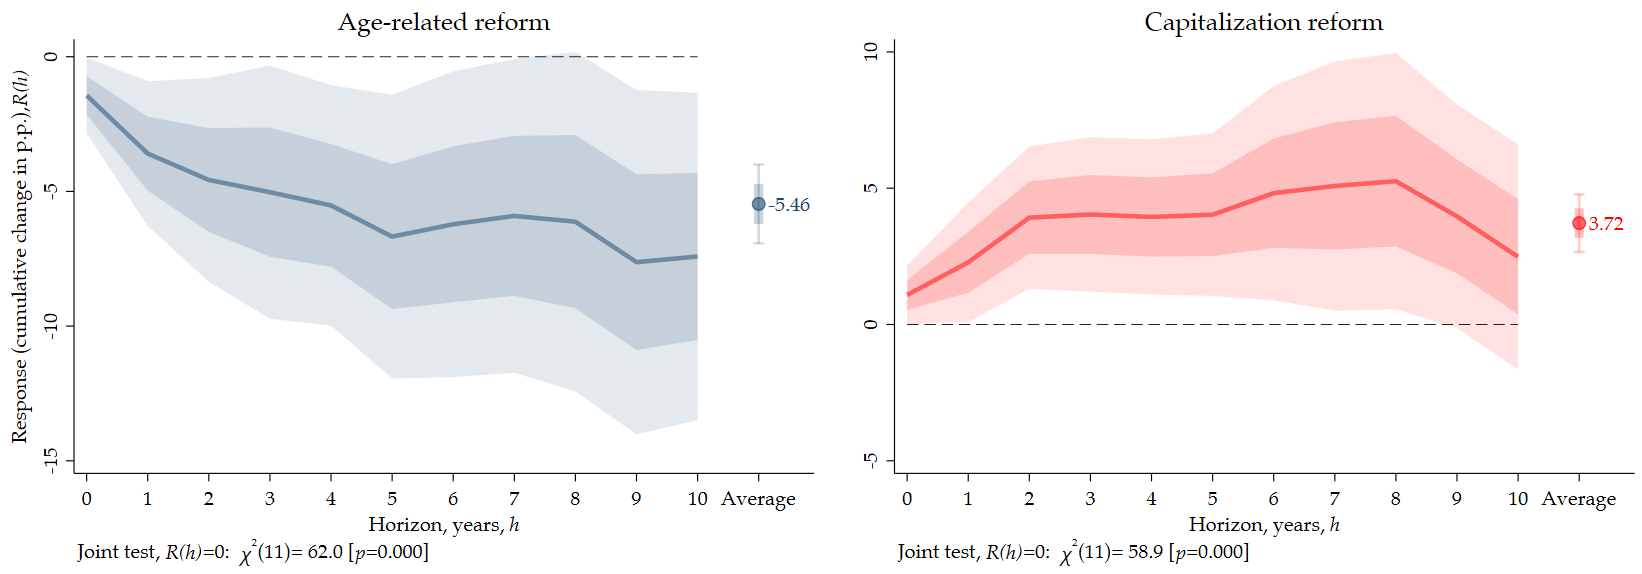 Age-related reform
Response (cumulative change in p.p.),R(h)
0
-5
-10
-15
-5.46
0 1 2 3 4 5 6 7 8 9 10 Average
Horizon, years, h
Joint test, R(h)=0: χ²(11)= 62.0 [p=0.000]
Capitalization reform
10
5
0
-5
3.72
0 1 2 3 4 5 6 7 8 9 10 Average
Horizon, years, h
Joint test, R(h)=0: χ²(11)= 58.9 [p=0.000]